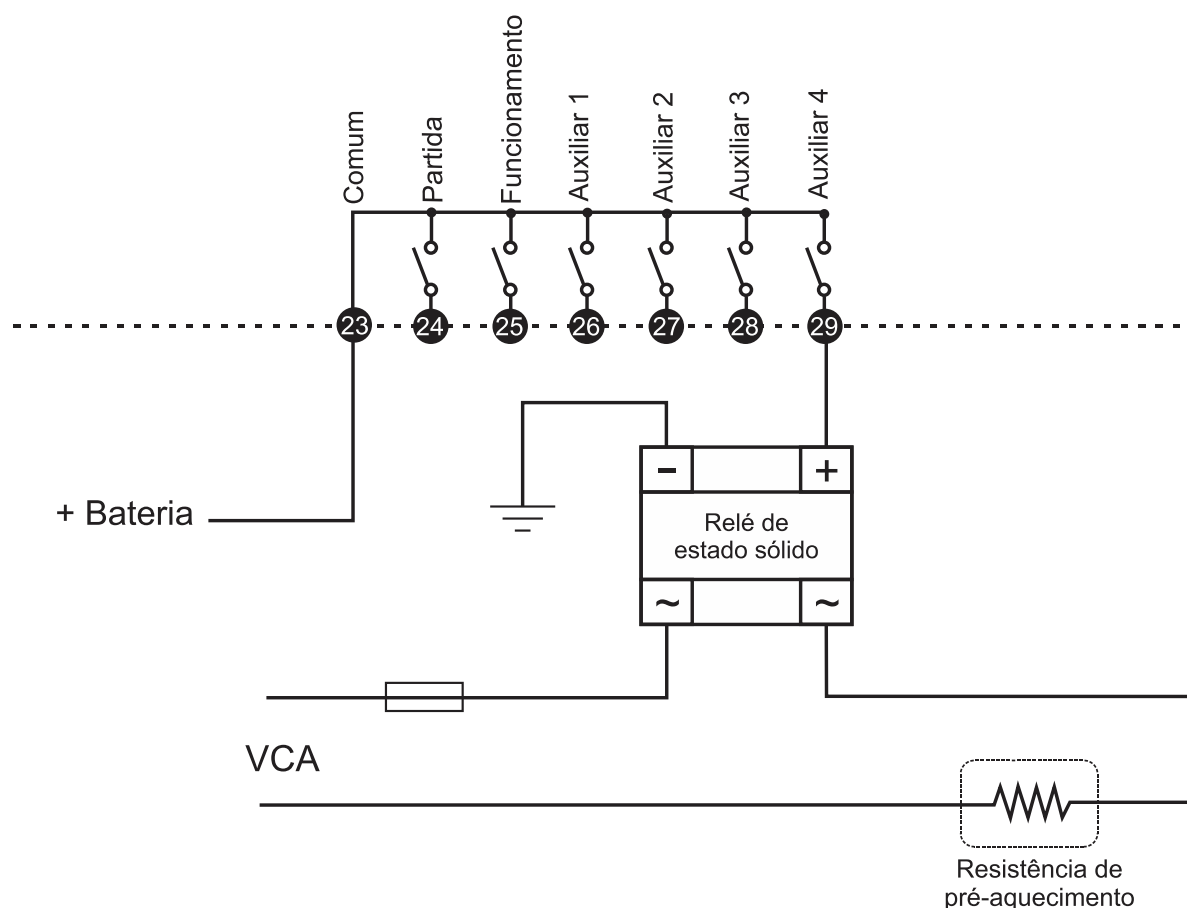 Comum
Partida
Funcionamento
Auxiliar 1
Auxiliar 2
Auxiliar 3
Auxiliar 4
23
24
25
26
27
28
29
- +
+ Bateria
Relé de
estado sólido
~ ~
VCA
Resistência de
pré-aquecimento